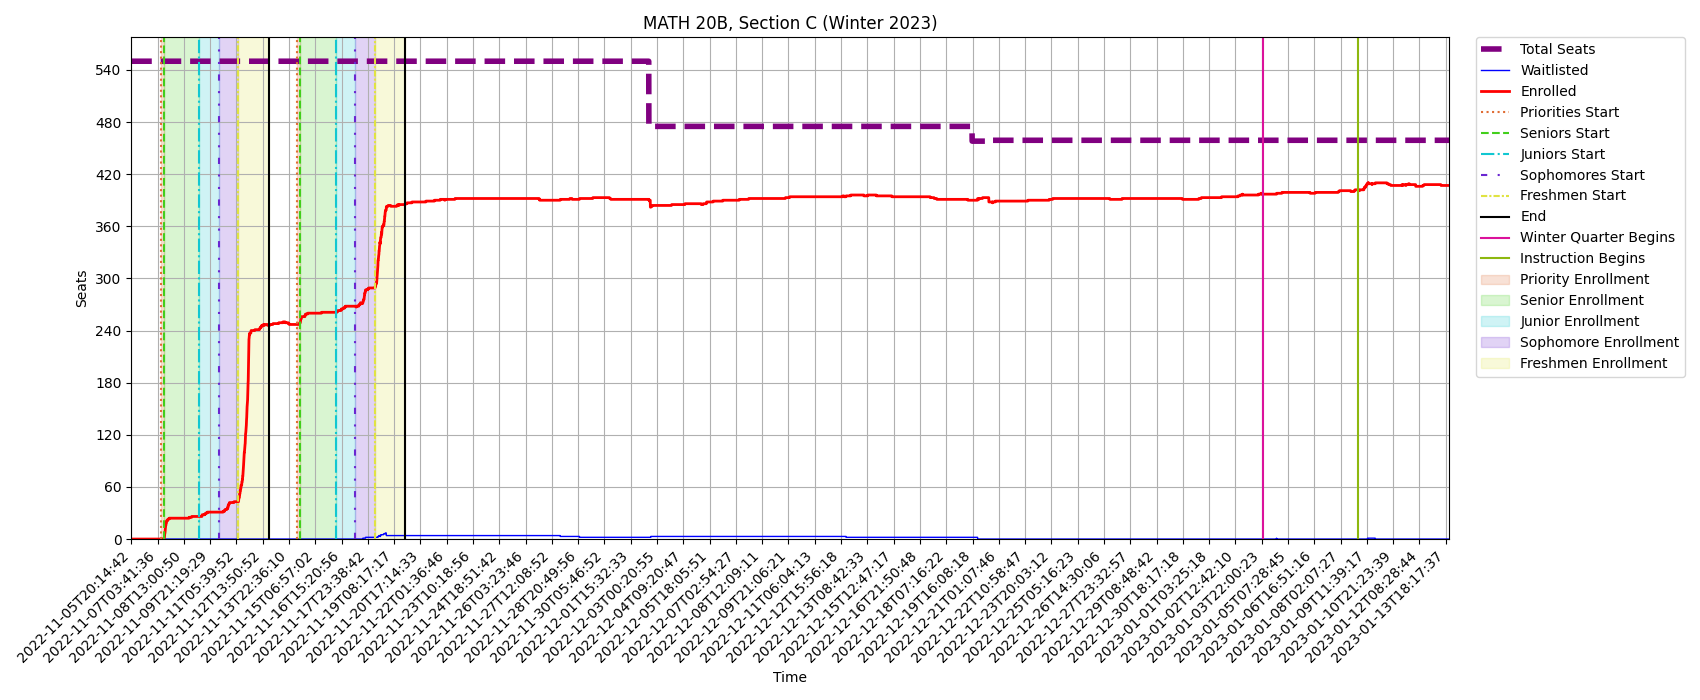 MATH 20B, Section C (Winter 2023)
Seats
540
480
420
360
300
240
180
120
60
0
2022-11-05T20:14:42
2022-11-07T03:41:36
2022-11-08T13:00:50
2022-11-09T21:19:29
2022-11-11T05:39:52
2022-11-12T13:50:52
2022-11-13T22:36:10
2022-11-15T06:57:02
2022-11-16T15:20:56
2022-11-17T23:38:42
2022-11-19T08:17:17
2022-11-20T17:14:33
2022-11-22T01:36:46
2022-11-23T10:18:56
2022-11-24T18:51:42
2022-11-26T03:23:46
2022-11-27T12:08:52
2022-11-28T20:49:56
2022-11-30T05:46:52
2022-12-01T15:32:33
2022-12-03T00:20:55
2022-12-04T09:20:47
2022-12-05T18:05:51
2022-12-07T02:54:27
2022-12-08T12:09:11
2022-12-09T21:06:21
2022-12-11T06:04:13
2022-12-12T15:56:18
2022-12-13T12:42:33
2022-12-15T12:47:17
2022-12-16T21:50:48
2022-12-18T07:16:22
2022-12-19T16:08:18
2022-12-21T01:07:46
2022-12-22T10:58:47
2022-12-23T20:03:12
2022-12-25T05:16:23
2022-12-26T14:30:06
2022-12-27T23:32:57
2022-12-29T08:48:42
2022-12-30T18:17:18
2023-01-01T03:25:18
2023-01-02T12:42:10
2023-01-03T22:00:23
2023-01-05T07:28:45
2023-01-06T16:51:16
2023-01-08T02:07:27
2023-01-09T11:39:17
2023-01-10T21:23:39
2023-01-12T08:28:44
2023-01-13T18:17:37
Time
Total Seats
Waitlisted
Enrolled
Priorities Start
Seniors Start
Juniors Start
Sophomores Start
Freshmen Start
End
Winter Quarter Begins
Instruction Begins
Priority Enrollment
Senior Enrollment
Junior Enrollment
Sophomore Enrollment
Freshmen Enrollment